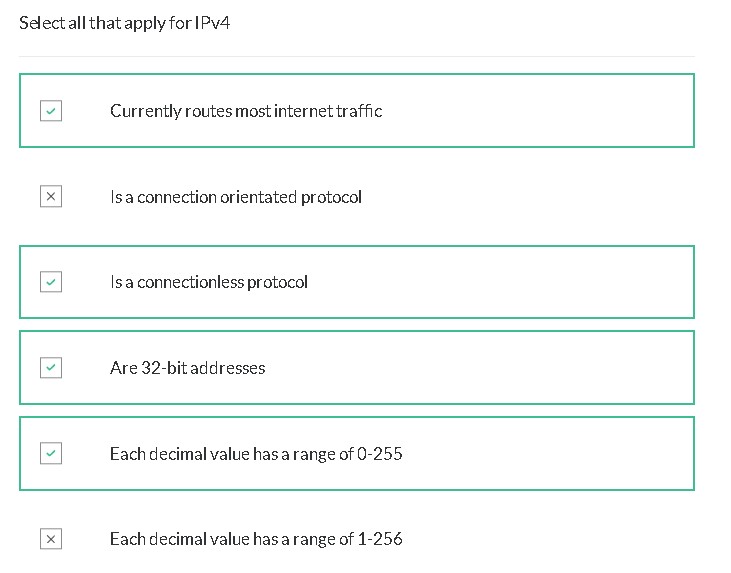 Select all that apply for IPv4
Currently routes most internet traffic
Is a connection orientated protocol
Is a connectionless protocol
Are 32-bit addresses
Each decimal value has a range of 0-255
Each decimal value has a range of 1-256